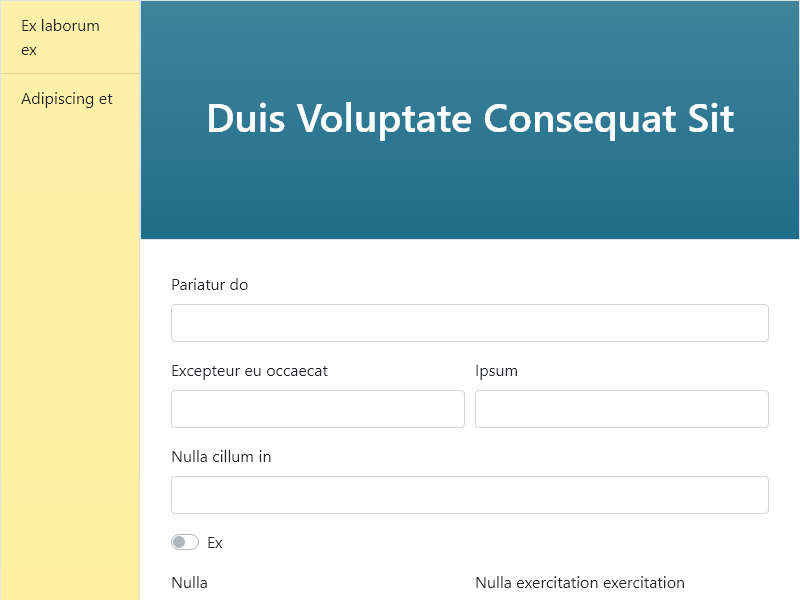 Ex laborum
ex
Adipiscing et
Duis Voluptate Consequat Sit
Pariatur do
Excepteur eu occaecat
Ipsum
Nulla cillum in
Ex
Nulla
Nulla exercitation exercitation